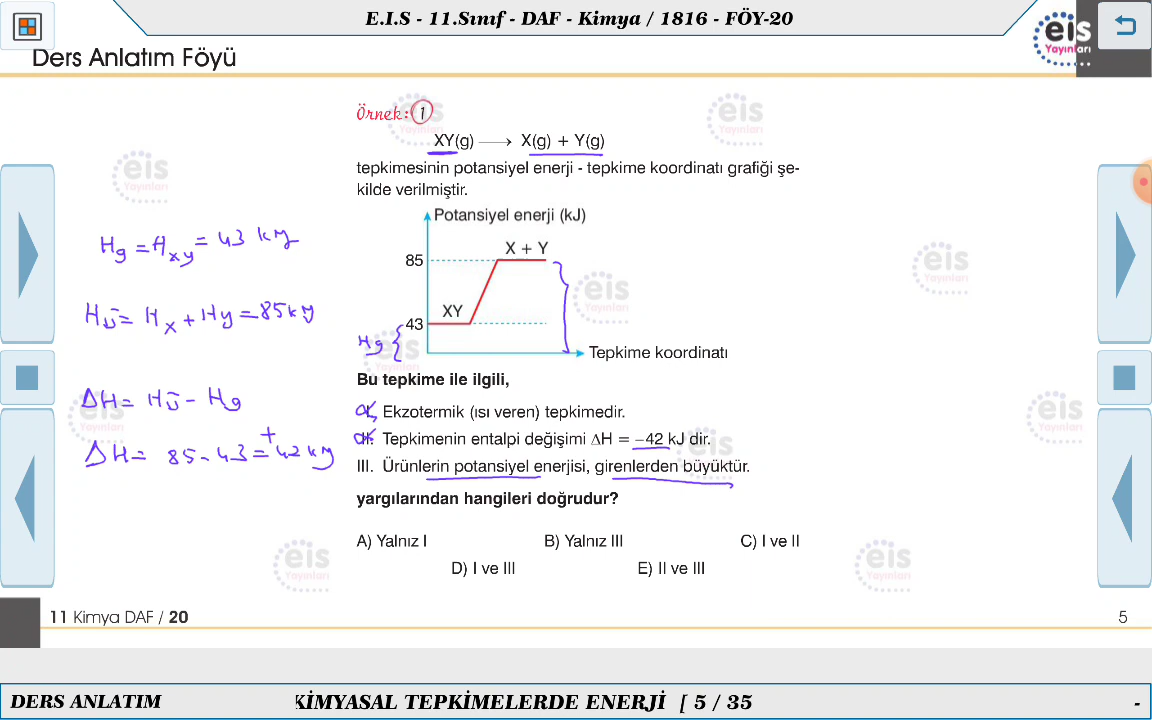 E.I.S - 11.Sınıf - DAF - Kimya / 1816 - FÖY-20
eis
Yayınları
Ders Anlatım Föyü
Örnek: 1
XY(g) ⟶ X(g) + Y(g)
tepkimesinin potansiyel enerji - tepkime koordinatı grafiği şe-
kilde verilmiştir.
Potansiyel enerji (kJ)
X + Y
85
XY
43
Hg
Tepkime koordinatı
Hg = Hxy = 43 kJ
HÜ = Hx + Hy = 85 kJ
ΔH = HÜ - Hg
ΔH = 85 - 43 = +42 kJ
Bu tepkime ile ilgili,
I. Ekzotermik (ısı veren) tepkimedir.
II. Tepkimenin entalpi değişimi ΔH = –42 kJ dir.
III. Ürünlerin potansiyel enerjisi, girenlerden büyüktür.
yargılarından hangileri doğrudur?
A) Yalnız I B) Yalnız III C) I ve II
D) I ve III E) II ve III
11 Kimya DAF / 20
5
DERS ANLATIM
KİMYASAL TEPKİMELERDE ENERJİ [ 5 / 35
-